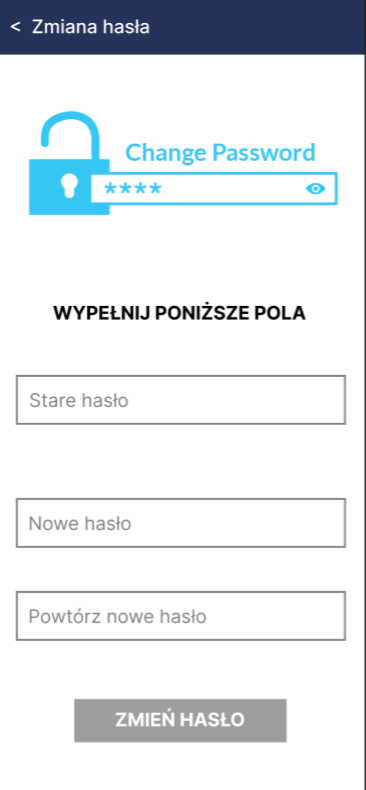 < Zmiana hasła
Change Password
****
WYPEŁNIJ PONIŻSZE POLA
Stare hasło
Nowe hasło
Powtórz nowe hasło
ZMIEŃ HASŁO